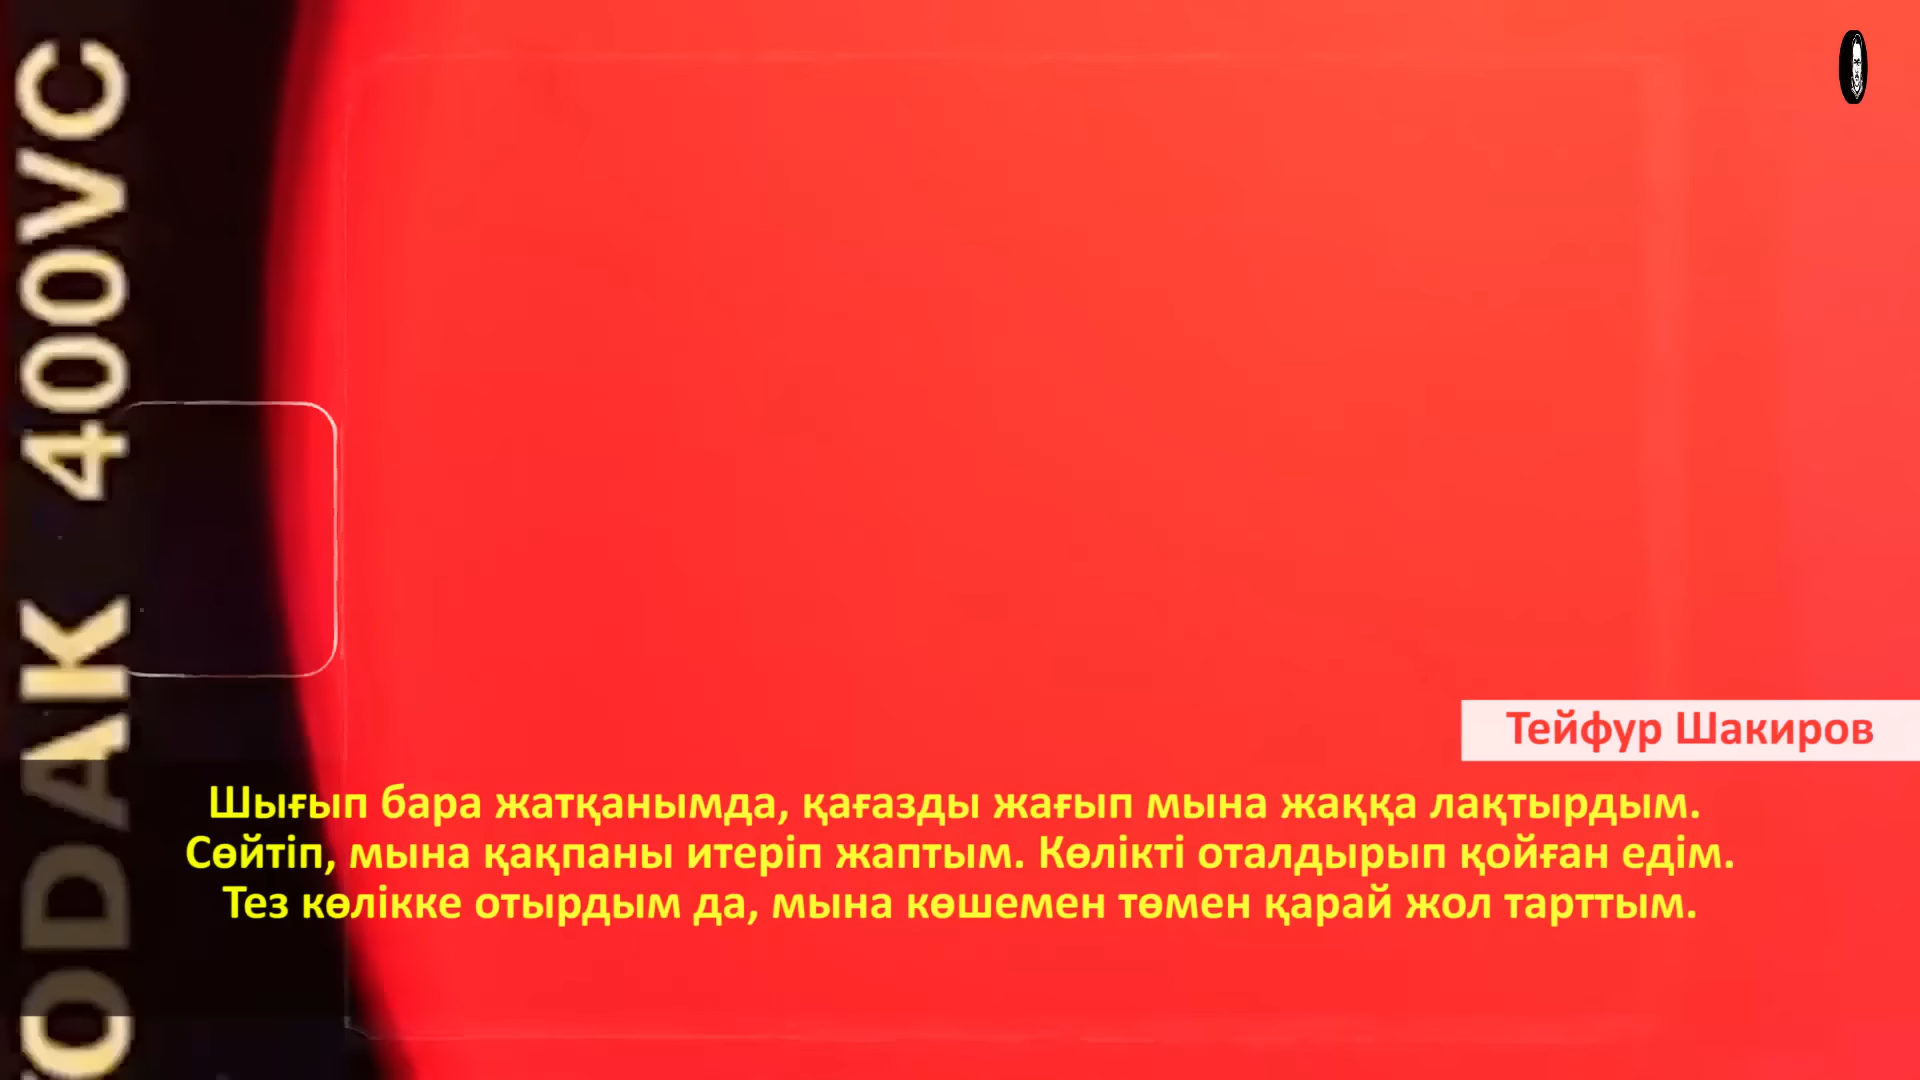 ODAK 400VC
Тейфур Шакиров
Шығып бара жатқанымда, қағазды жағып мына жаққа лақтырдым.
Сөйтіп, мына қақпаны итеріп жаптым. Көлікті оталдырып қойған едім.
Тез көлікке отырдым да, мына көшемен төмен қарай жол тарттым.